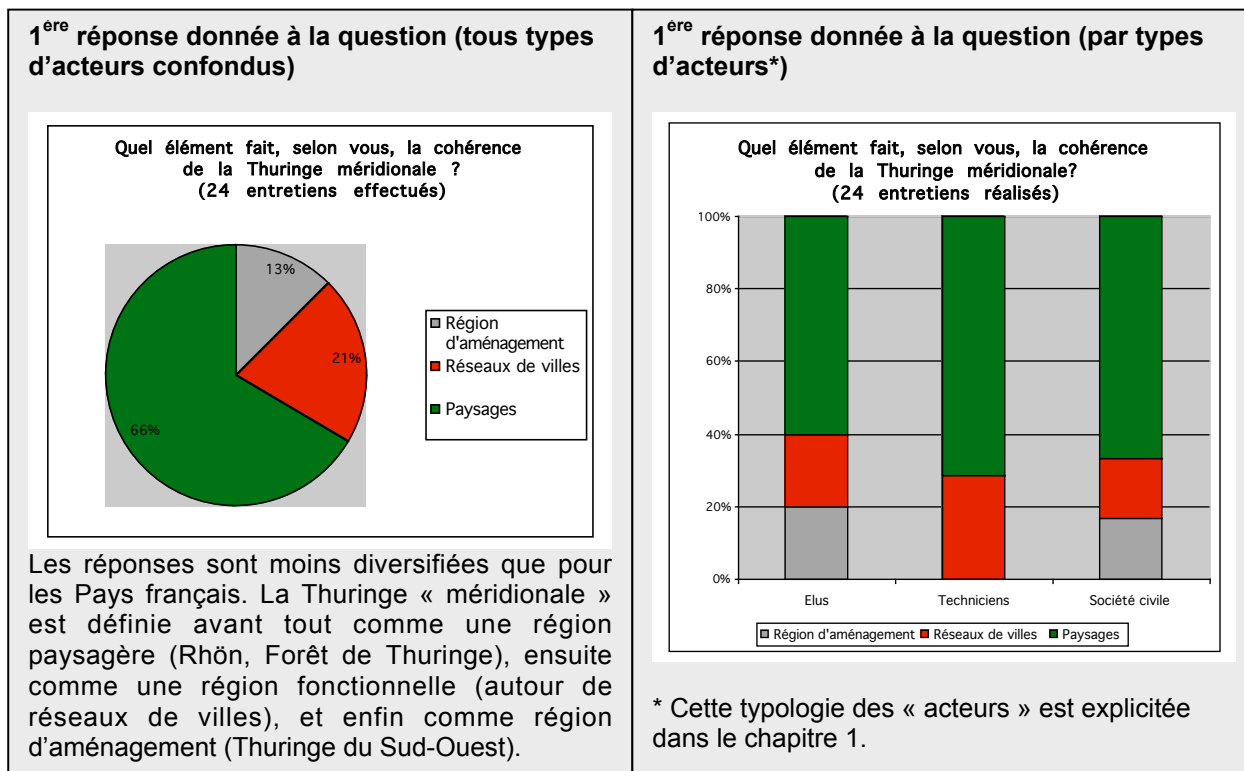 1ère réponse donnée à la question (tous types
d’acteurs confondus)
Quel élément fait, selon vous, la cohérence
de la Thuringe méridionale ?
(24 entretiens effectués)
13%
21%
66%
Région
d'aménagement
Réseaux de villes
Paysages
Les réponses sont moins diversifiées que pour
les Pays français. La Thuringe « méridionale »
est définie avant tout comme une région
paysagère (Rhön, Forêt de Thuringe), ensuite
comme une région fonctionnelle (autour de
réseaux de villes), et enfin comme région
d’aménagement (Thuringe du Sud-Ouest).
1ère réponse donnée à la question (par types
d’acteurs*)
Quel élément fait, selon vous, la cohérence
de la Thuringe méridionale?
(24 entretiens réalisés)
100%
80%
60%
40%
20%
0%
Elus Techniciens Société civile
Région d'aménagement Réseaux de villes Paysages
* Cette typologie des « acteurs » est explicitée
dans le chapitre 1.